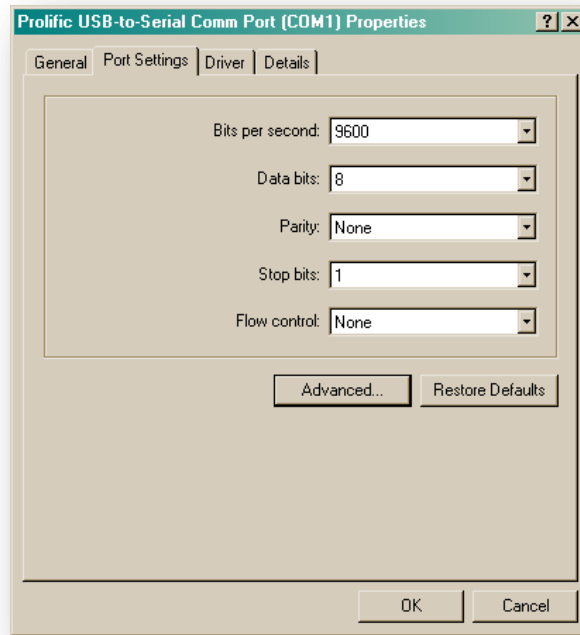 Prolific USB-to-Serial Comm Port (COM1) Properties
General Port Settings Driver Details
Bits per second: 9600
Data bits: 8
Parity: None
Stop bits: 1
Flow control: None
Advanced... Restore Defaults
OK Cancel